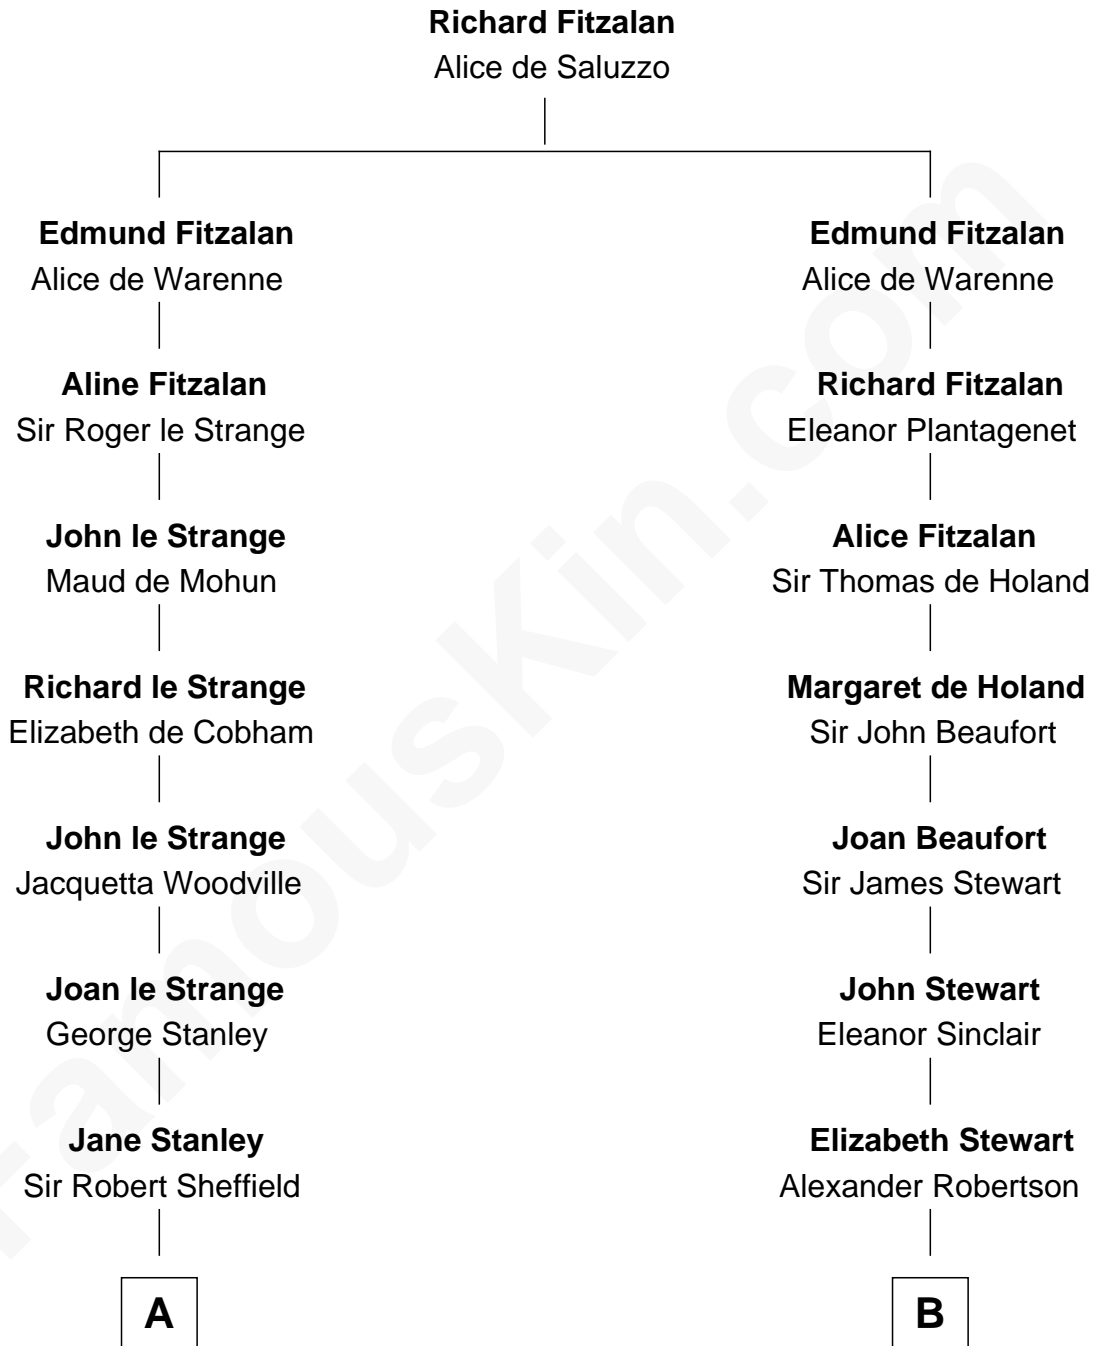 Richard Fitzalan
Alice de Saluzzo
Edmund Fitzalan
Alice de Warenne
Aline Fitzalan
Sir Roger le Strange
John le Strange
Maud de Mohun
Richard le Strange
Elizabeth de Cobham
John le Strange
Jacquetta Woodville
Joan le Strange
George Stanley
Jane Stanley
Sir Robert Sheffield
A
Edmund Fitzalan
Alice de Warenne
Richard Fitzalan
Eleanor Plantagenet
Alice Fitzalan
Sir Thomas de Holand
Margaret de Holand
Sir John Beaufort
Joan Beaufort
Sir James Stewart
John Stewart
Eleanor Sinclair
Elizabeth Stewart
Alexander Robertson
B
FamousKin.com